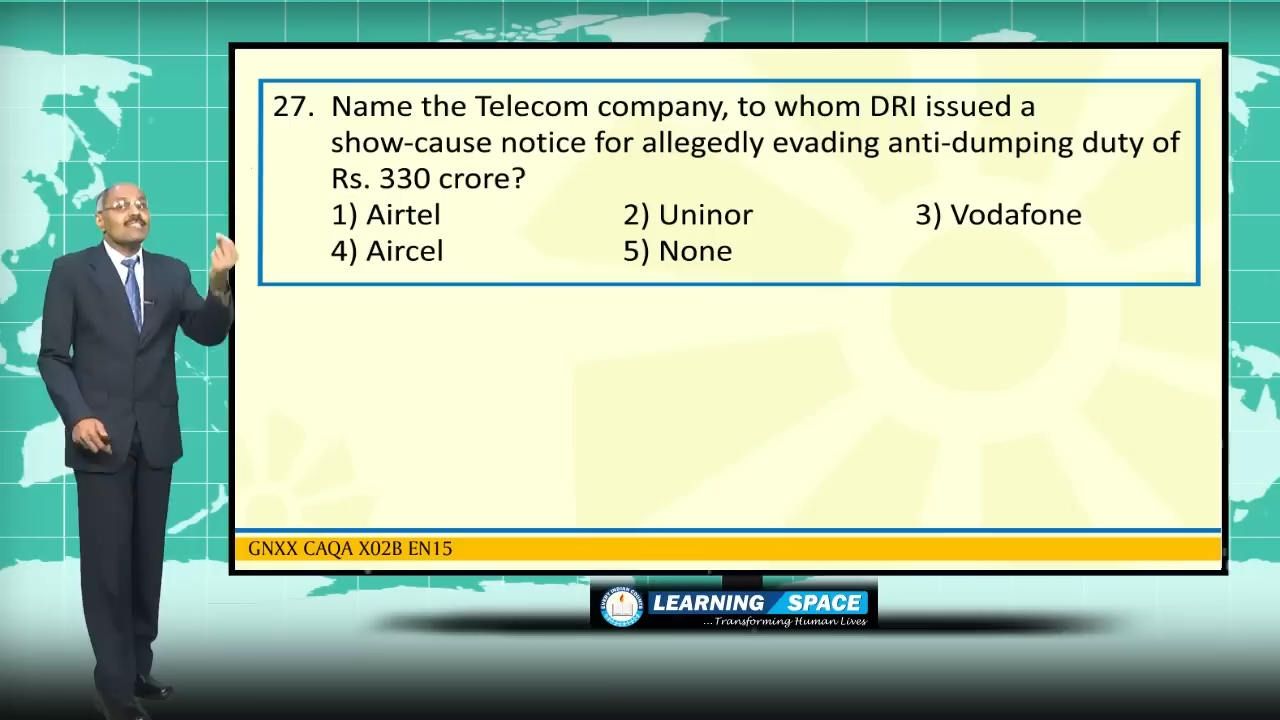 27. Name the Telecom company, to whom DRI issued a
show-cause notice for allegedly evading anti-dumping duty of
Rs. 330 crore?
1) Airtel 2) Uninor 3) Vodafone
4) Aircel 5) None
GNXX CAQA X02B EN15
LEARNING SPACE
...Transforming Human Lives